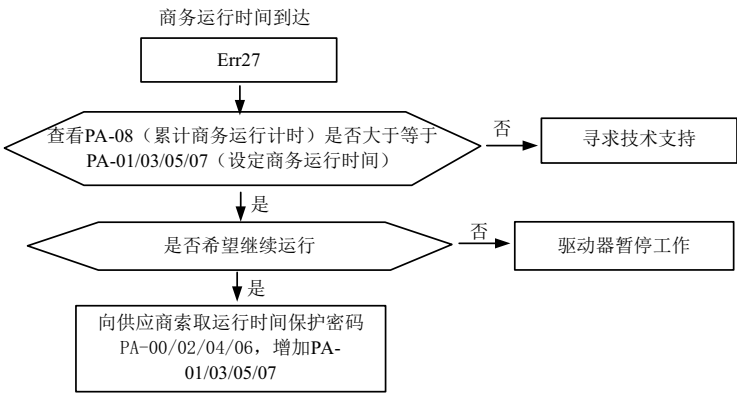 商务运行时间到达
Err27
查看PA-08（累计商务运行计时）是否大于等于
PA-01/03/05/07（设定商务运行时间）
否
寻求技术支持
是
是否希望继续运行
否
驱动器暂停工作
是
向供应商索取运行时间保护密码
PA-00/02/04/06，增加PA-
01/03/05/07